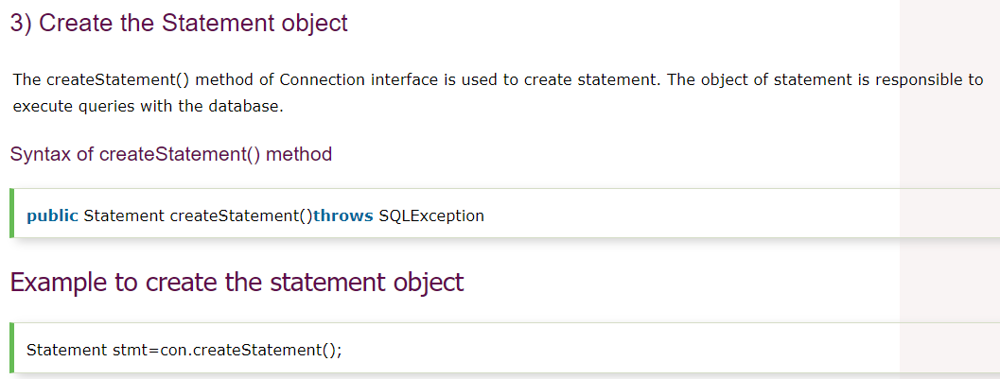 3) Create the Statement object
The createStatement() method of Connection interface is used to create statement. The object of statement is responsible to
execute queries with the database.
Syntax of createStatement() method
public Statement createStatement()throws SQLException
Example to create the statement object
Statement stmt=con.createStatement();